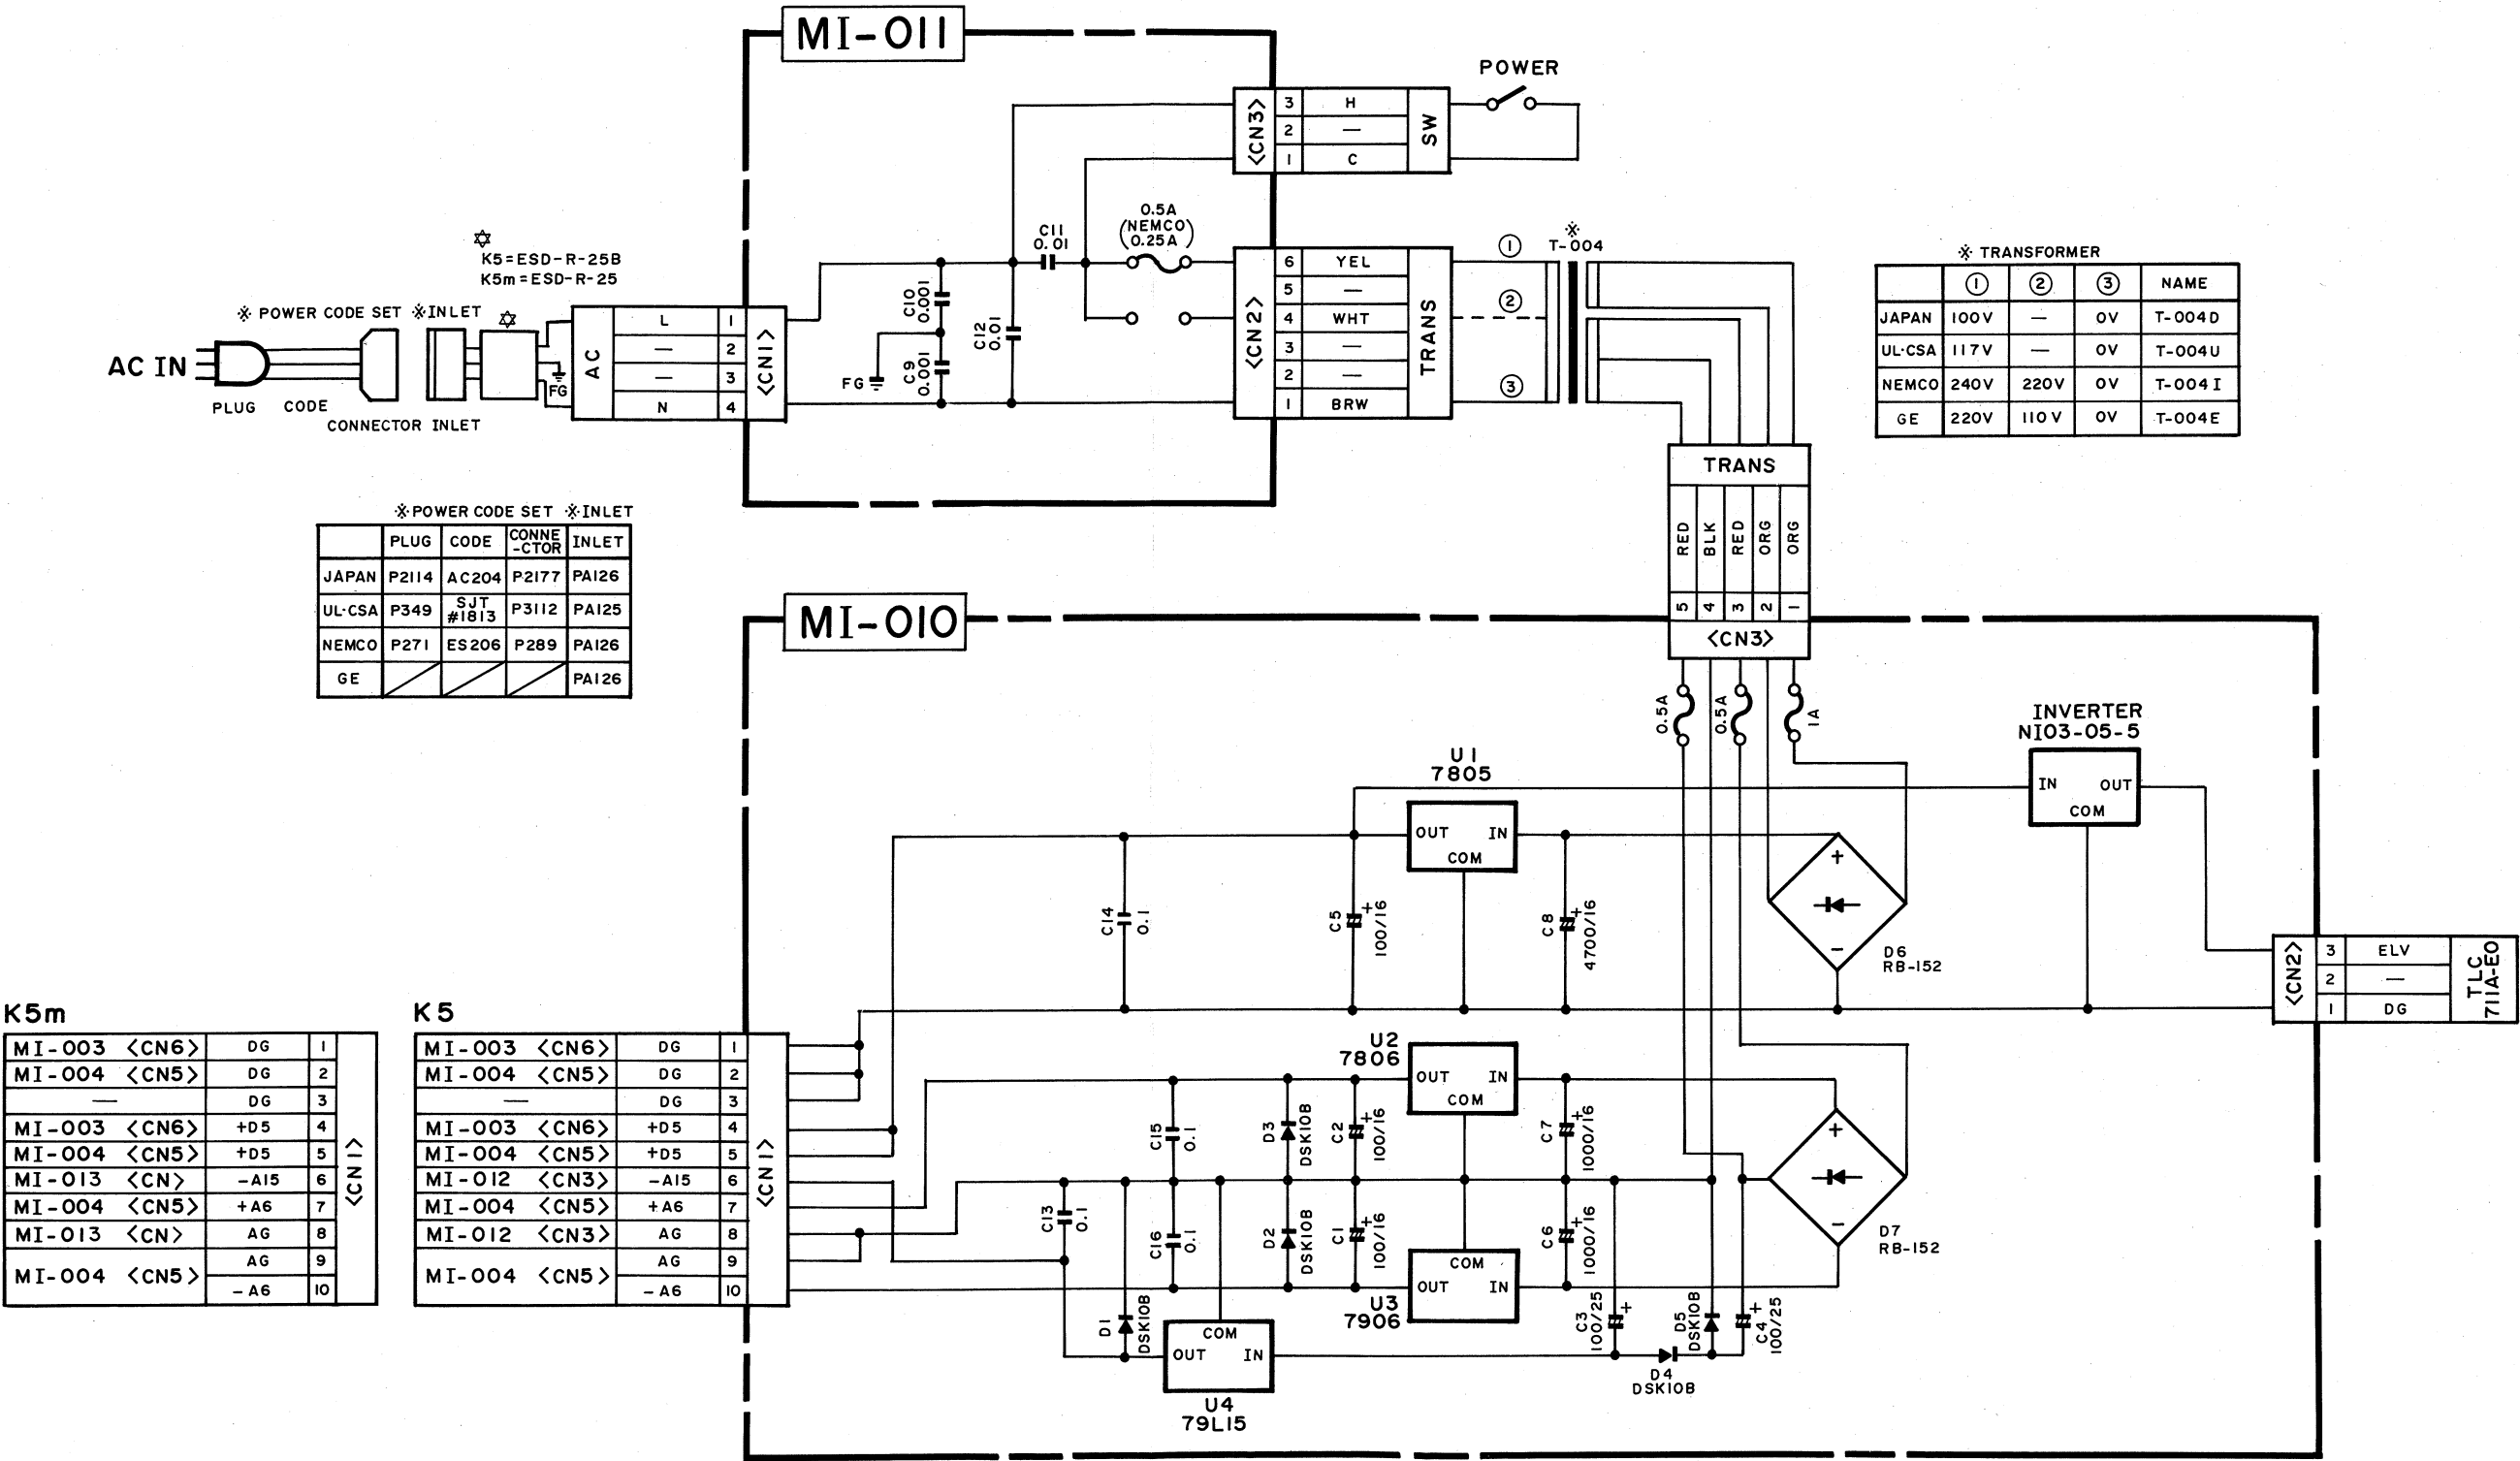 MI-011
POWER
<CN3>
3 H
2 —
1 C
SW
0.5A
(NEMCO)
0.25A
C11
0.01
C10
0.001
C12
0.01
C9
0.001
FG
<CN2>
6 YEL
5 —
4 WHT
3 —
2 —
1 BRW
TRANS
①
②
③
※
T-004
✡
K5=ESD-R-25B
K5m=ESD-R-25
※ POWER CODE SET ※INLET
✡
AC IN
PLUG CODE
CONNECTOR INLET
FG
AC
L 1
— 2
— 3
N 4
<CN1>
※ TRANSFORMER
① ② ③ NAME
JAPAN 100V — 0V T-004D
UL·CSA 117V — 0V T-004U
NEMCO 240V 220V 0V T-004I
GE 220V 110V 0V T-004E
※POWER CODE SET ※INLET
PLUG CODE CONNE-CTOR INLET
JAPAN P2114 AC204 P2177 PA126
UL·CSA P349 SJT #1813 P3112 PA125
NEMCO P271 ES206 P289 PA126
GE PA126
TRANS
RED BLK RED ORG ORG
5 4 3 2 1
<CN3>
MI-010
0.5A
0.5A
1A
INVERTER
NI03-05-5
IN OUT
COM
U1
7805
OUT IN
COM
C14
0.1
C5
100/16
+
C8
4700/16
+
+
−
D6
RB-152
<CN2>
3 ELV
2 —
1 DG
TLC
711A-E0
K5m
MI-003 <CN6> DG 1
MI-004 <CN5> DG 2
— DG 3
MI-003 <CN6> +D5 4
MI-004 <CN5> +D5 5
MI-013 <CN> −A15 6
MI-004 <CN5> +A6 7
MI-013 <CN> AG 8
MI-004 <CN5> AG 9
−A6 10
<CN1>
K5
MI-003 <CN6> DG 1
MI-004 <CN5> DG 2
— DG 3
MI-003 <CN6> +D5 4
MI-004 <CN5> +D5 5
MI-012 <CN3> −A15 6
MI-004 <CN5> +A6 7
MI-012 <CN3> AG 8
MI-004 <CN5> AG 9
−A6 10
<CN1>
U2
7806
OUT IN
COM
C15
0.1
D3
DSK10B
C2
100/16
+
C7
1000/16
+
C13
0.1
C16
0.1
D2
DSK10B
C1
100/16
+
C6
1000/16
+
+
−
D7
RB-152
COM
OUT IN
U3
7906
D1
DSK10B
COM
OUT IN
U4
79L15
C3
100/25
+
D5
DSK10B
C4
100/25
+
D4
DSK10B